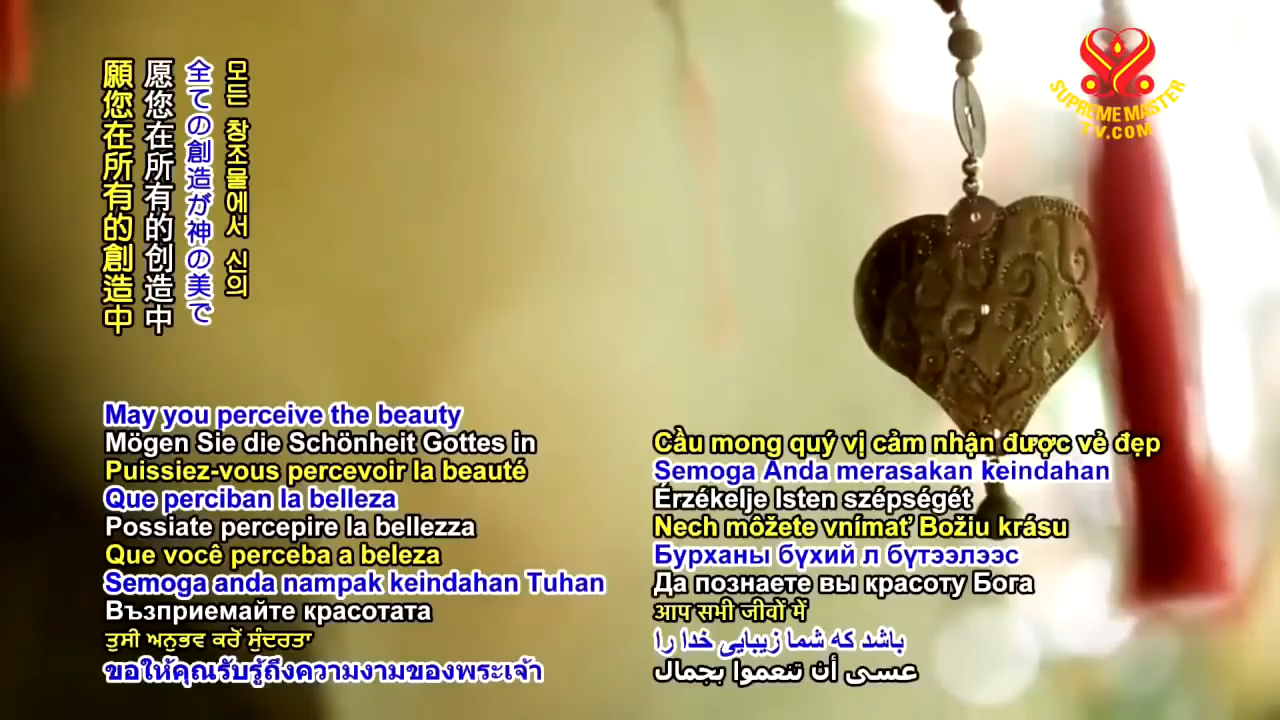 願您在所有的創造中
愿您在所有的创造中
全ての創造が神の美で
모든 창조물에서 신의
SUPREME MASTER
TV.COM
May you perceive the beauty
Mögen Sie die Schönheit Gottes in
Puissiez-vous percevoir la beauté
Que perciban la belleza
Possiate percepire la bellezza
Que você perceba a beleza
Semoga anda nampak keindahan Tuhan
Възприемайте красотата
ਤੁਸੀ ਅਨੁਭਵ ਕਰੋਂ ਸੁੰਦਰਤਾ
ขอให้คุณรับรู้ถึงความงามของพระเจ้า
Cầu mong quý vị cảm nhận được vẻ đẹp
Semoga Anda merasakan keindahan
Érzékelje Isten szépségét
Nech môžete vnímať Božiu krásu
Бурханы бүхий л бүтээлээс
Да познаете вы красоту Бога
आप सभी जीवों में
باشد که شما زیبایی خدا را
عسى أن تنعموا بجمال